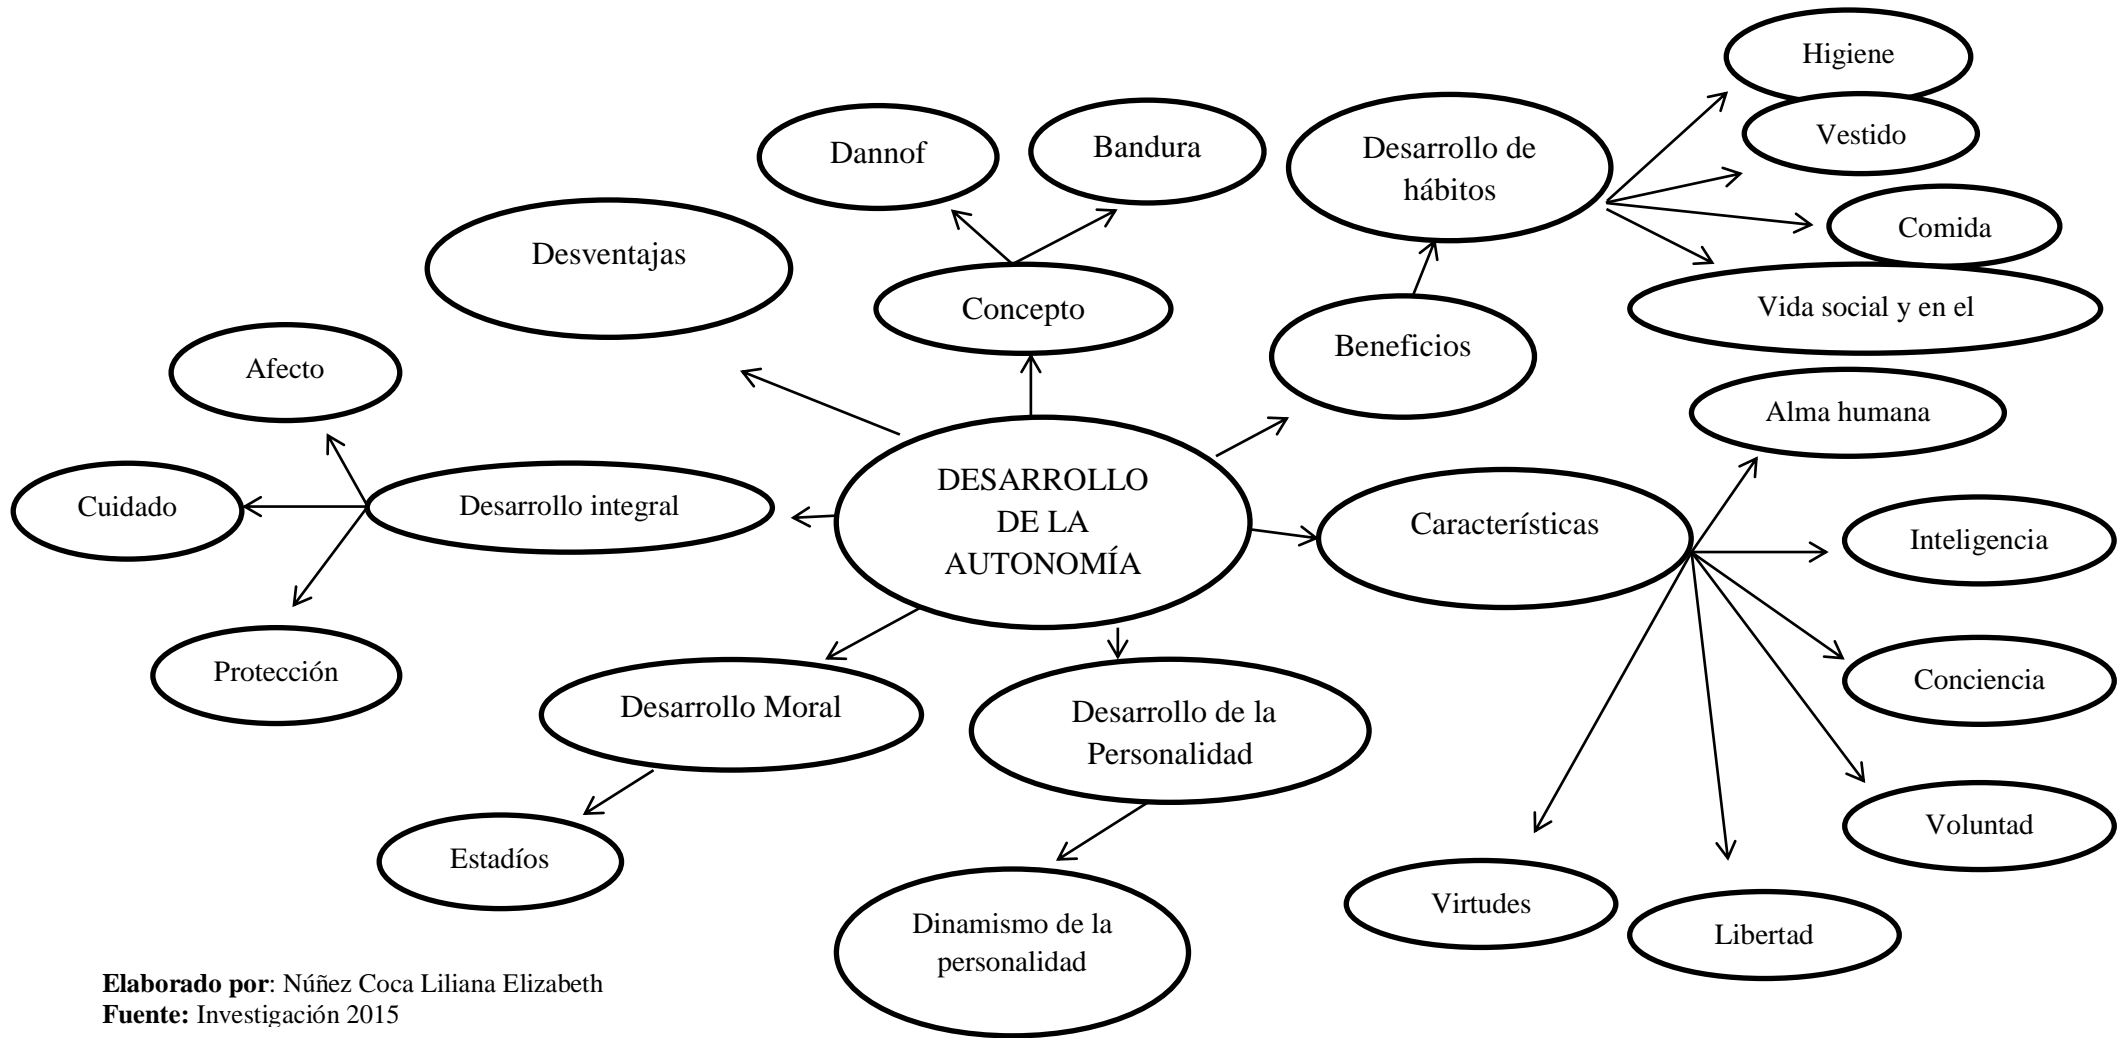 Higiene
Vestido
Comida
Vida social y en el
Dannof
Bandura
Desarrollo de
hábitos
Desventajas
Concepto
Beneficios
Afecto
Alma humana
Cuidado
Desarrollo integral
DESARROLLO
DE LA
AUTONOMÍA
Características
Inteligencia
Protección
Conciencia
Desarrollo Moral
Desarrollo de la
Personalidad
Voluntad
Estadíos
Virtudes
Libertad
Dinamismo de la
personalidad
Elaborado por: Núñez Coca Liliana Elizabeth
Fuente: Investigación 2015